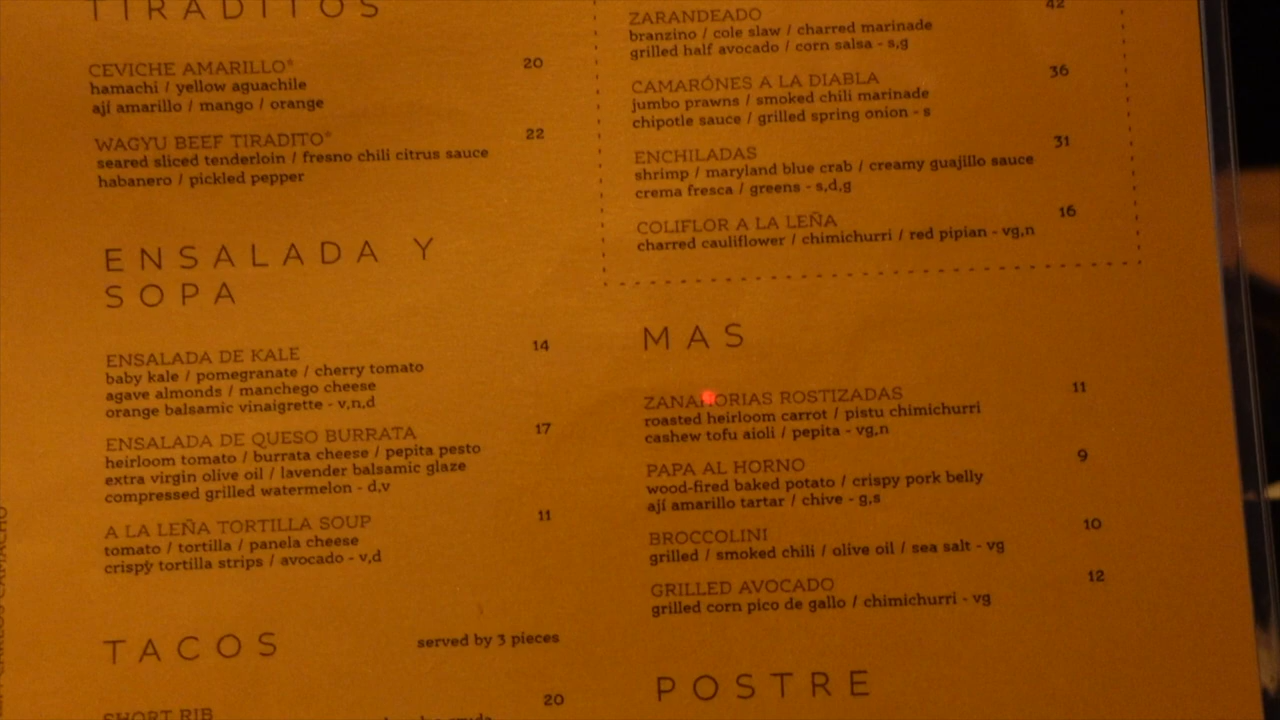 TIRADITOS
CEVICHE AMARILLO* 20
hamachi / yellow aguachile
ají amarillo / mango / orange
WAGYU BEEF TIRADITO* 22
seared sliced tenderloin / fresno chili citrus sauce
habanero / pickled pepper
ENSALADA Y
SOPA
ENSALADA DE KALE 14
baby kale / pomegranate / cherry tomato
agave almonds / manchego cheese
orange balsamic vinaigrette - v,n,d
ENSALADA DE QUESO BURRATA 17
heirloom tomato / burrata cheese / pepita pesto
extra virgin olive oil / lavender balsamic glaze
compressed grilled watermelon - d,v
A LA LEÑA TORTILLA SOUP 11
tomato / tortilla / panela cheese
crispy tortilla strips / avocado - v,d
TACOS served by 3 pieces
SHORT RIB 20
ZARANDEADO 42
branzino / cole slaw / charred marinade
grilled half avocado / corn salsa - s,g
CAMARÓNES A LA DIABLA 36
jumbo prawns / smoked chili marinade
chipotle sauce / grilled spring onion - s
ENCHILADAS 31
shrimp / maryland blue crab / creamy guajillo sauce
crema fresca / greens - s,d,g
COLIFLOR A LA LEÑA 16
charred cauliflower / chimichurri / red pipian - vg,n
MAS
ZANAHORIAS ROSTIZADAS 11
roasted heirloom carrot / pistu chimichurri
cashew tofu aioli / pepita - vg,n
PAPA AL HORNO 9
wood-fired baked potato / crispy pork belly
ají amarillo tartar / chive - g,s
BROCCOLINI 10
grilled / smoked chili / olive oil / sea salt - vg
GRILLED AVOCADO 12
grilled corn pico de gallo / chimichurri - vg
POSTRE
CARLOS CAMACHO